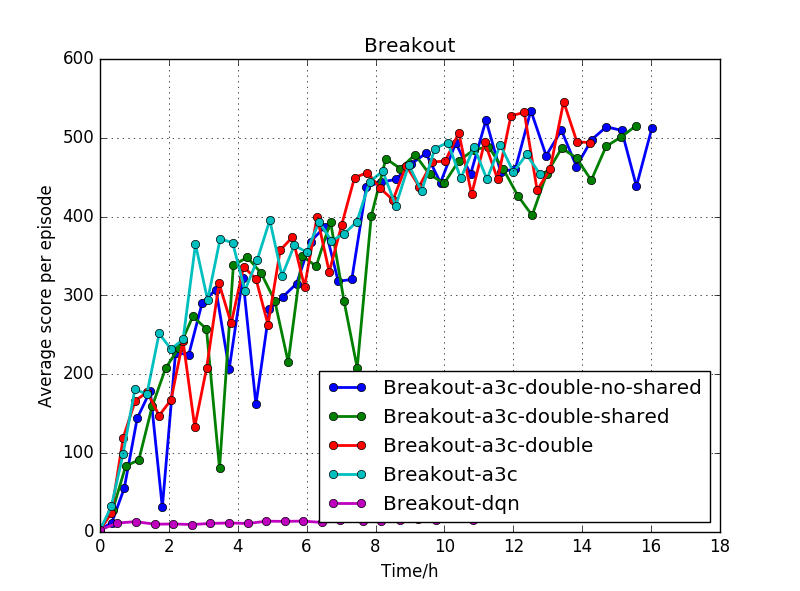 Breakout
600
500
400
300
200
100
0
Average score per episode
Breakout-a3c-double-no-shared
Breakout-a3c-double-shared
Breakout-a3c-double
Breakout-a3c
Breakout-dqn
0 2 4 6 8 10 12 14 16 18
Time/h